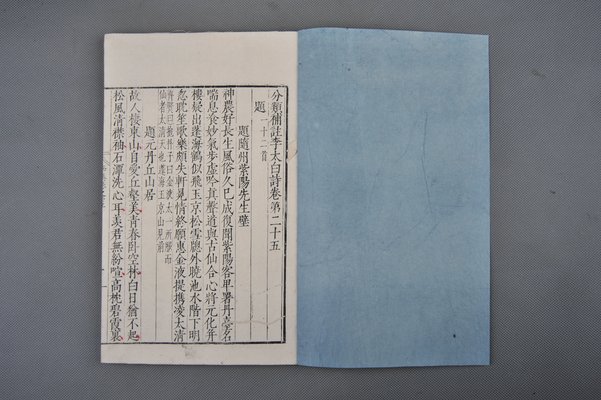 分類補註李太白詩卷第二十五
題 一十二首
題隨州紫陽先生壁
神農好長生風俗久已成復聞紫陽客早署丹臺名
喘息飡妙氣步虛吟真聲道與古仙合心將元化并
樓疑出蓬海鶴似飛玉京松雪牕外曉池水階下明
忽耽笙歌樂頗失軒冕情終願惠金液提攜凌太清
題元丹丘山居
故人棲東山自愛丘壑美青春卧空林白日猶不起
松風清襟袖石潭洗心耳羨君無紛喧高枕碧霞裏